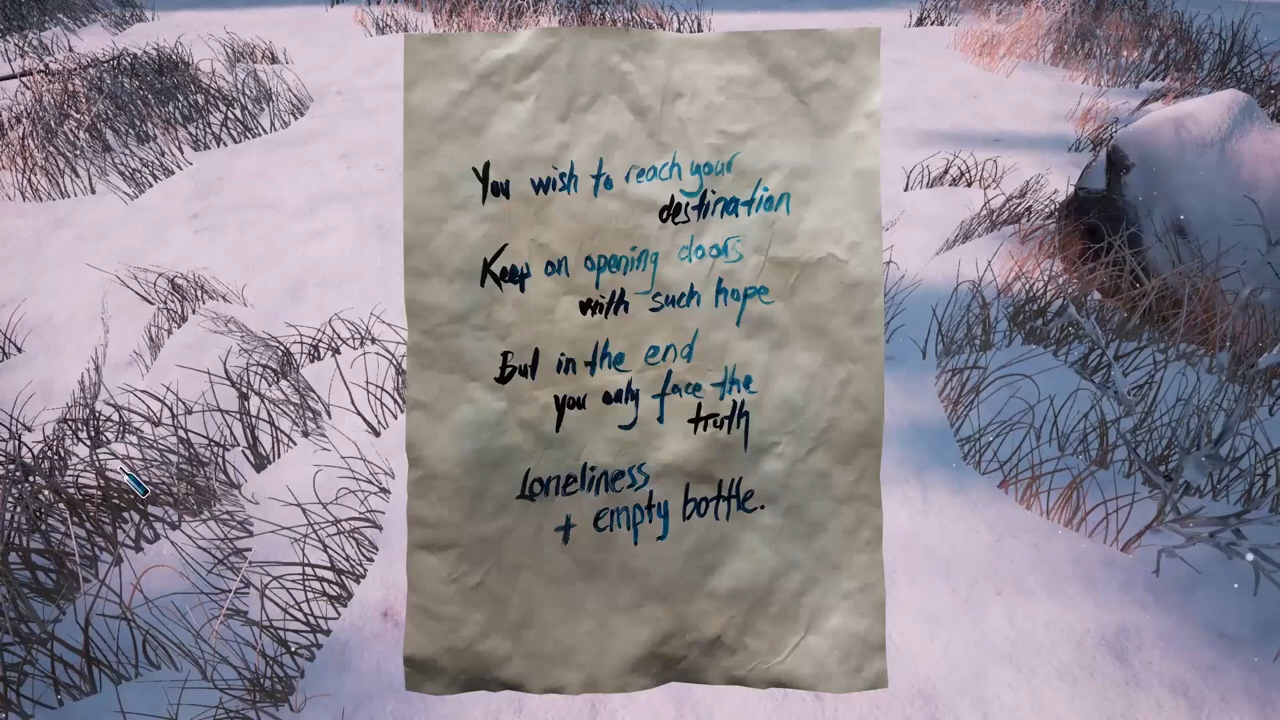 You wish to reach your
destination
Keep on opening doors
with such hope
But in the end
you only face the
truth
Loneliness
+ empty bottle.